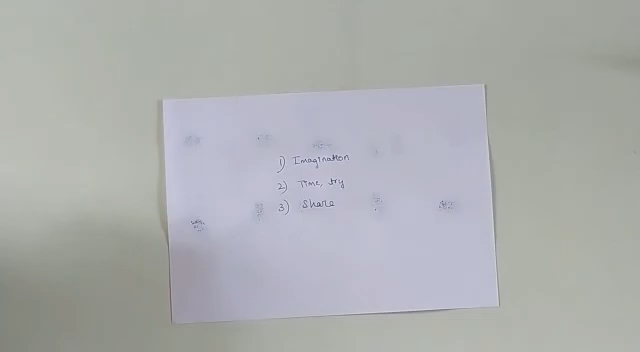 1) Imagination
2) Time, try
3) Share